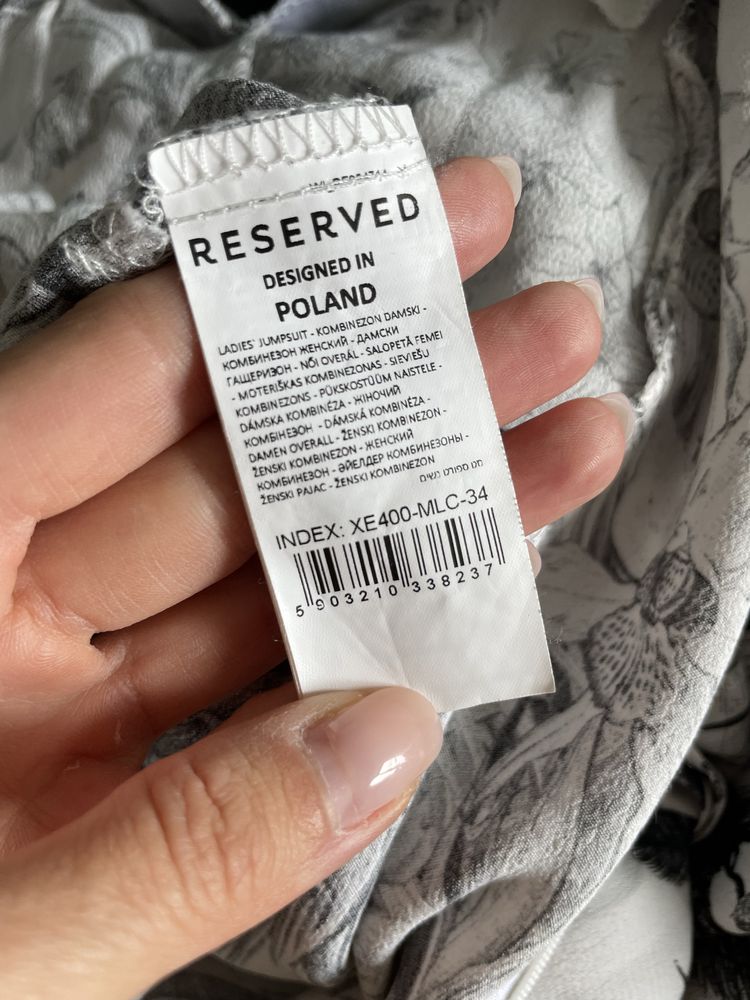 RESERVED
DESIGNED IN
POLAND
LADIES' JUMPSUIT - KOMBINEZON DAMSKI -
КОМБИНЕЗОН ЖЕНСКИЙ - ДАМСКИ
ГАЩЕРИЗОН - NŐI OVERÁL - SALOPETĂ FEMEI
- MOTERIŠKAS KOMBINEZONAS - SIEVIEŠU
KOMBINEZONS - PÜKSKOSTÜÜM NAISTELE -
DÁMSKA KOMBINÉZA - ЖІНОЧИЙ
КОМБІНЕЗОН - DÁMSKÁ KOMBINÉZA -
DAMEN OVERALL - ŽENSKI KOMBINEZON -
ŽENSKI KOMBINEZON - ЖЕНСКИЙ
КОМБИНЕЗОН - ӘЙЕЛДЕР КОМБИНЕЗОНЫ -
ŽENSKI PAJAC - ŽENSKI KOMBINEZON
נשים
INDEX: XE400-MLC-34
5 903210 338237